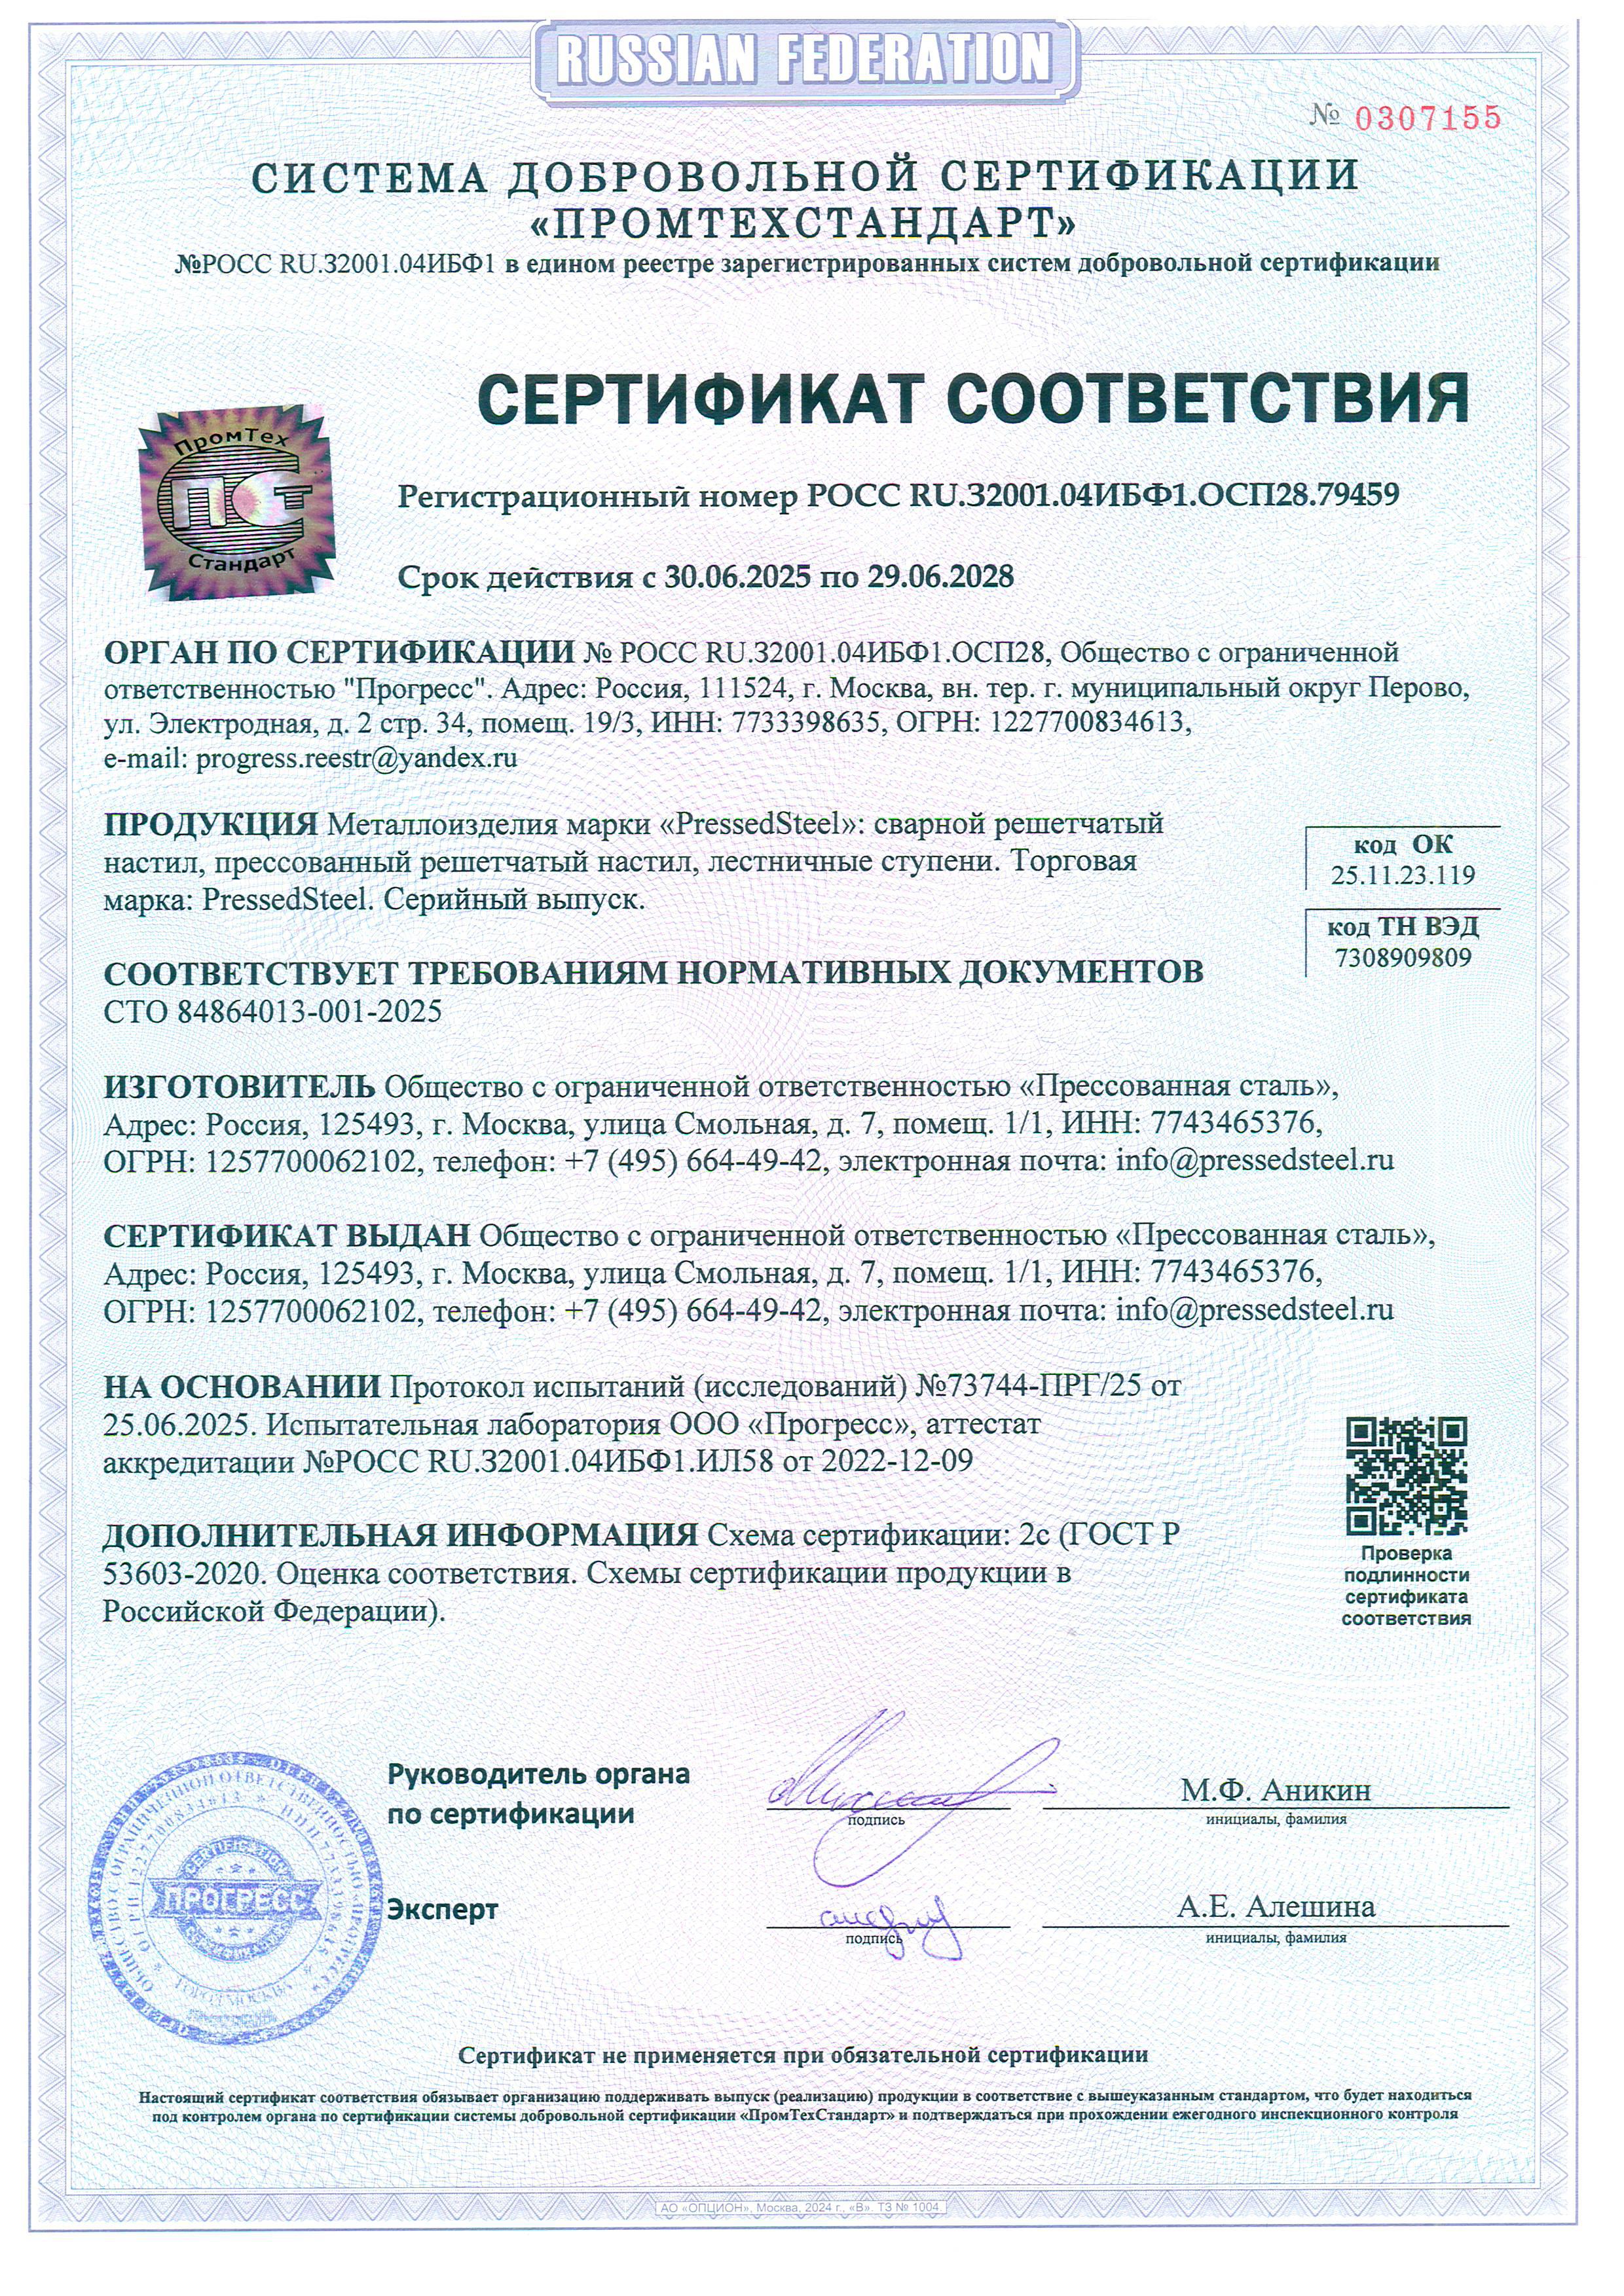 RUSSIAN FEDERATION
№ 0307155
СИСТЕМА ДОБРОВОЛЬНОЙ СЕРТИФИКАЦИИ
«ПРОМТЕХСТАНДАРТ»
№РОСС RU.32001.04ИБФ1 в едином реестре зарегистрированных систем добровольной сертификации
СЕРТИФИКАТ СООТВЕТСТВИЯ
ПромТех
ПСТ
Стандарт
Регистрационный номер РОСС RU.32001.04ИБФ1.ОСП28.79459
Срок действия с 30.06.2025 по 29.06.2028
ОРГАН ПО СЕРТИФИКАЦИИ № РОСС RU.32001.04ИБФ1.ОСП28, Общество с ограниченной
ответственностью "Прогресс". Адрес: Россия, 111524, г. Москва, вн. тер. г. муниципальный округ Перово,
ул. Электродная, д. 2 стр. 34, помещ. 19/3, ИНН: 7733398635, ОГРН: 1227700834613,
e-mail: progress.reestr@yandex.ru
ПРОДУКЦИЯ Металлоизделия марки «PressedSteel»: сварной решетчатый
настил, прессованный решетчатый настил, лестничные ступени. Торговая
марка: PressedSteel. Серийный выпуск.
код ОК
25.11.23.119
код ТН ВЭД
7308909809
СООТВЕТСТВУЕТ ТРЕБОВАНИЯМ НОРМАТИВНЫХ ДОКУМЕНТОВ
СТО 84864013-001-2025
ИЗГОТОВИТЕЛЬ Общество с ограниченной ответственностью «Прессованная сталь»,
Адрес: Россия, 125493, г. Москва, улица Смольная, д. 7, помещ. 1/1, ИНН: 7743465376,
ОГРН: 1257700062102, телефон: +7 (495) 664-49-42, электронная почта: info@pressedsteel.ru
СЕРТИФИКАТ ВЫДАН Общество с ограниченной ответственностью «Прессованная сталь»,
Адрес: Россия, 125493, г. Москва, улица Смольная, д. 7, помещ. 1/1, ИНН: 7743465376,
ОГРН: 1257700062102, телефон: +7 (495) 664-49-42, электронная почта: info@pressedsteel.ru
НА ОСНОВАНИИ Протокол испытаний (исследований) №73744-ПРГ/25 от
25.06.2025. Испытательная лаборатория ООО «Прогресс», аттестат
аккредитации №РОСС RU.32001.04ИБФ1.ИЛ58 от 2022-12-09
ДОПОЛНИТЕЛЬНАЯ ИНФОРМАЦИЯ Схема сертификации: 2с (ГОСТ Р
53603-2020. Оценка соответствия. Схемы сертификации продукции в
Российской Федерации).
Проверка
подлинности
сертификата
соответствия
Руководитель органа
по сертификации
подпись
М.Ф. Аникин
инициалы, фамилия
Эксперт
подпись
А.Е. Алешина
инициалы, фамилия
ОБЩЕСТВО С ОГРАНИЧЕННОЙ ОТВЕТСТВЕННОСТЬЮ «ПРОГРЕСС»
ОГРН 1227700834613 * ИНН 7733398635
CERTIFICATION
ПРОГРЕСС
ГОРОД МОСКВА
Сертификат не применяется при обязательной сертификации
Настоящий сертификат соответствия обязывает организацию поддерживать выпуск (реализацию) продукции в соответствие с вышеуказанным стандартом, что будет находиться
под контролем органа по сертификации системы добровольной сертификации «ПромТехСтандарт» и подтверждаться при прохождении ежегодного инспекционного контроля
АО «ОПЦИОН», Москва, 2024 г., «В». ТЗ № 1004.